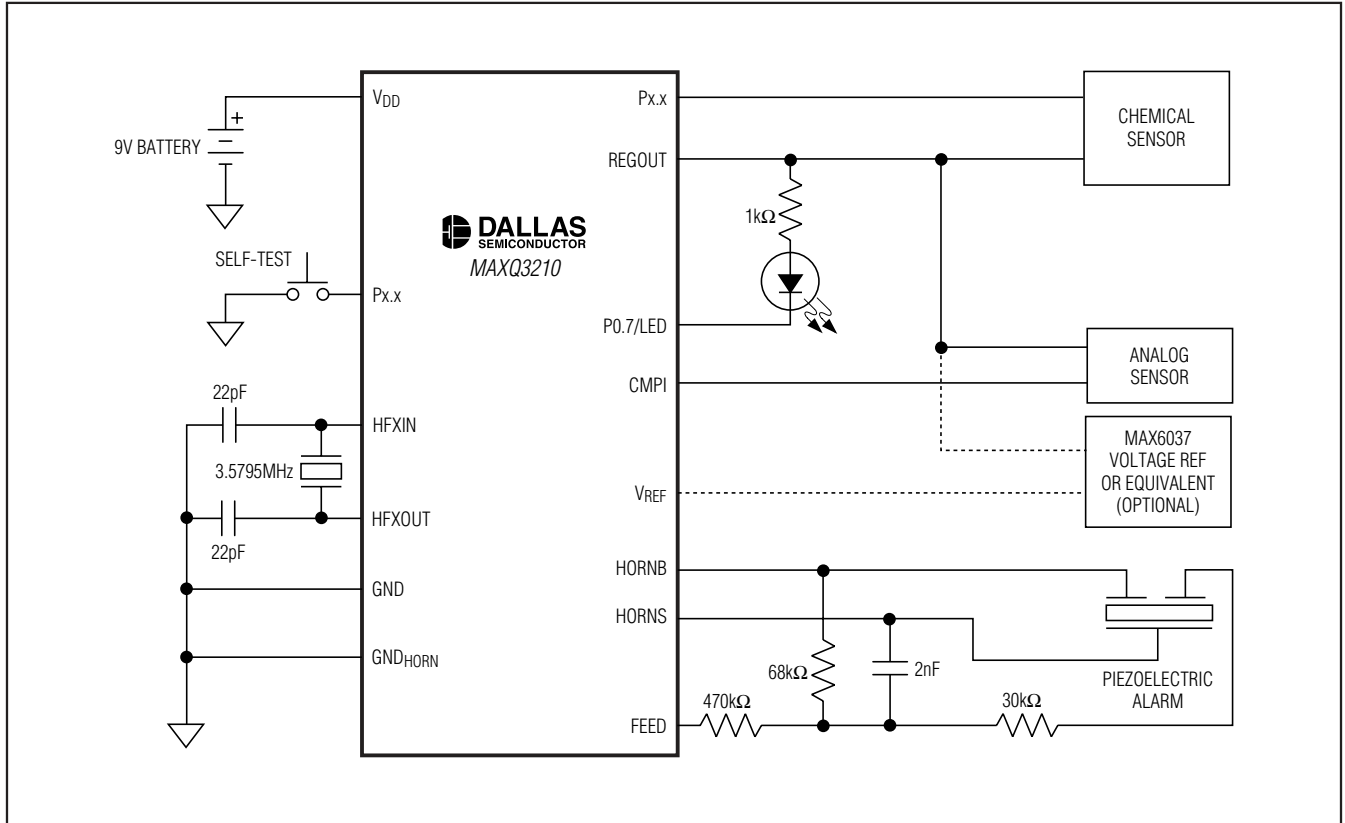 VDD
9V BATTERY
+
SELF-TEST
Px.x
22pF
HFXIN
3.5795MHz
HFXOUT
22pF
GND
GNDHORN
DALLAS
SEMICONDUCTOR
MAXQ3210
Px.x
REGOUT
1kΩ
P0.7/LED
CMPI
VREF
HORNB
HORNS
FEED
CHEMICAL
SENSOR
ANALOG
SENSOR
MAX6037
VOLTAGE REF
OR EQUIVALENT
(OPTIONAL)
68kΩ
2nF
470kΩ
30kΩ
PIEZOELECTRIC
ALARM